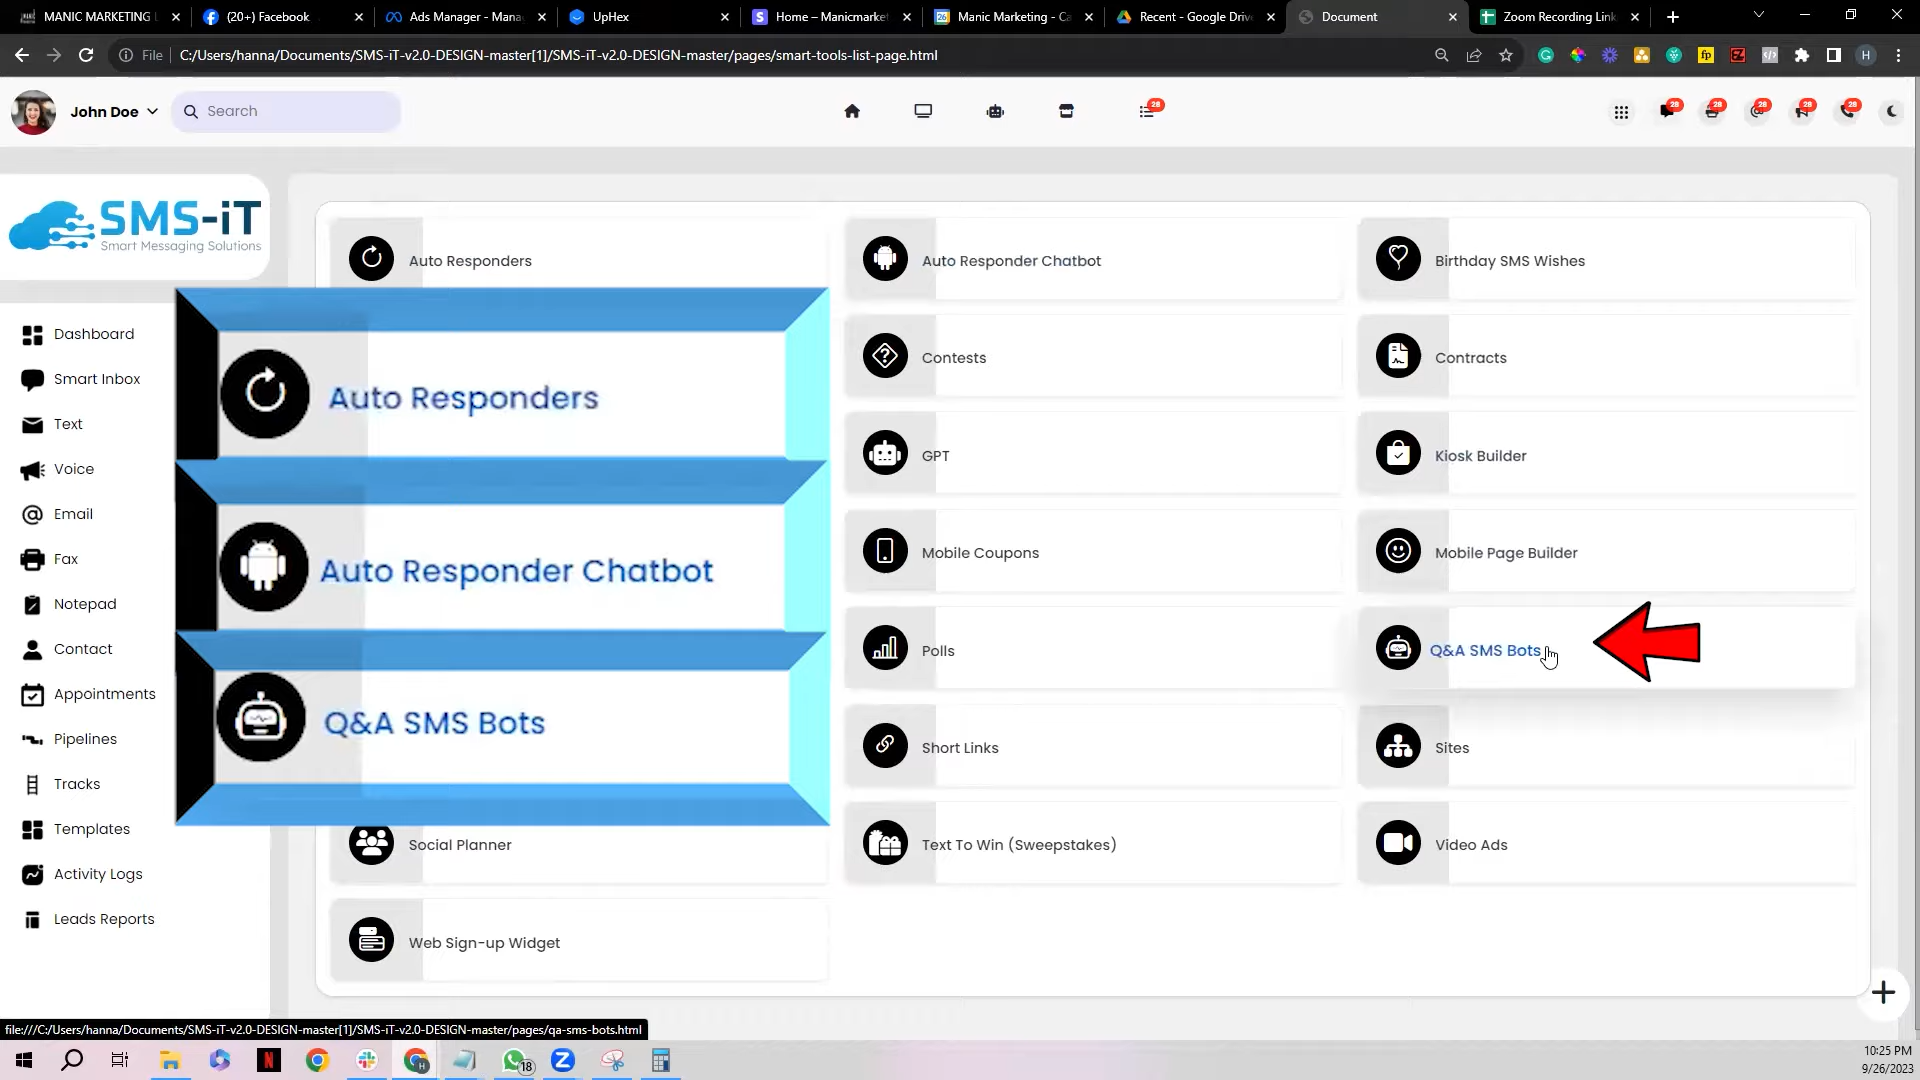 MANIC MARKETING
(20+) Facebook
Ads Manager - Mana
UpHex
Home – Manicmarket
Manic Marketing - Ca
Recent - Google Driv
Document
Zoom Recording Link
File
C:/Users/hanna/Documents/SMS-iT-v2.0-DESIGN-master[1]/SMS-iT-v2.0-DESIGN-master/pages/smart-tools-list-page.html
H
John Doe
Search
28
28
28
28
28
28
SMS-iT
Smart Messaging Solutions
Dashboard
Smart Inbox
Text
Voice
Email
Fax
Notepad
Contact
Appointments
Pipelines
Tracks
Templates
Activity Logs
Leads Reports
Auto Responders
Auto Responder Chatbot
Birthday SMS Wishes
Auto Responders
Auto Responder Chatbot
Q&A SMS Bots
Contests
Contracts
GPT
Kiosk Builder
Mobile Coupons
Mobile Page Builder
Polls
Q&A SMS Bots
Short Links
Sites
Social Planner
Text To Win (Sweepstakes)
Video Ads
Web Sign-up Widget
file:///C:/Users/hanna/Documents/SMS-iT-v2.0-DESIGN-master[1]/SMS-iT-v2.0-DESIGN-master/pages/qa-sms-bots.html
18
10:25 PM
9/26/2023